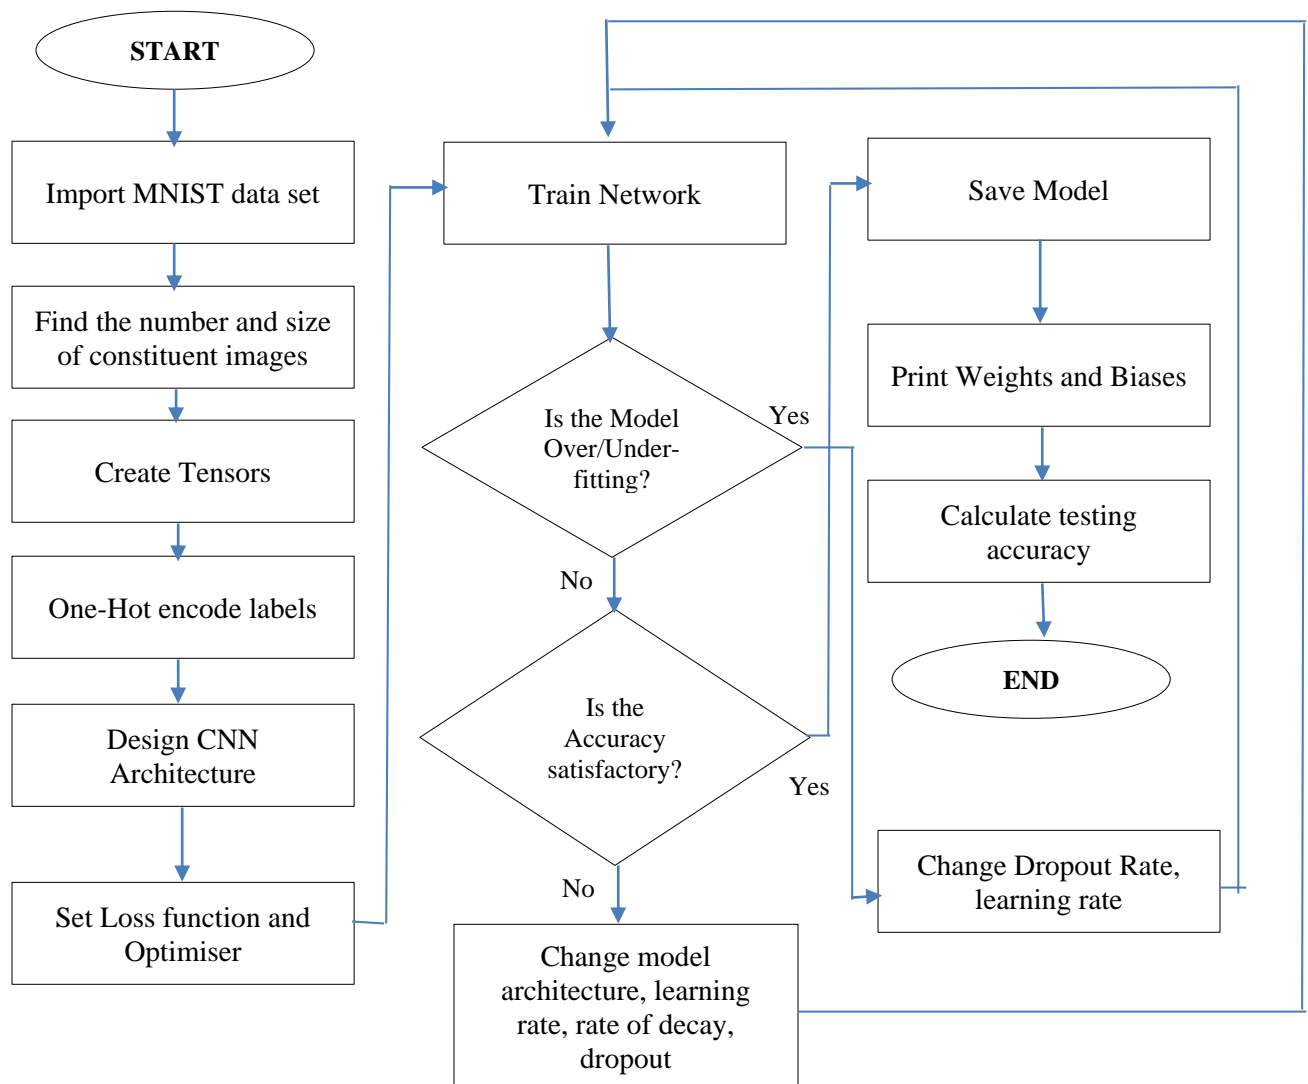 START
Import MNIST data set
Find the number and size
of constituent images
Create Tensors
One-Hot encode labels
Design CNN
Architecture
Set Loss function and
Optimiser
Train Network
Is the Model
Over/Under-
fitting?
Yes
No
Is the
Accuracy
satisfactory?
Yes
No
Change model
architecture, learning
rate, rate of decay,
dropout
Save Model
Print Weights and Biases
Calculate testing
accuracy
END
Change Dropout Rate,
learning rate